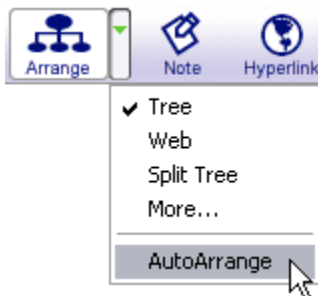 Arrange Note Hyperlink
Tree
Web
Split Tree
More...
AutoArrange